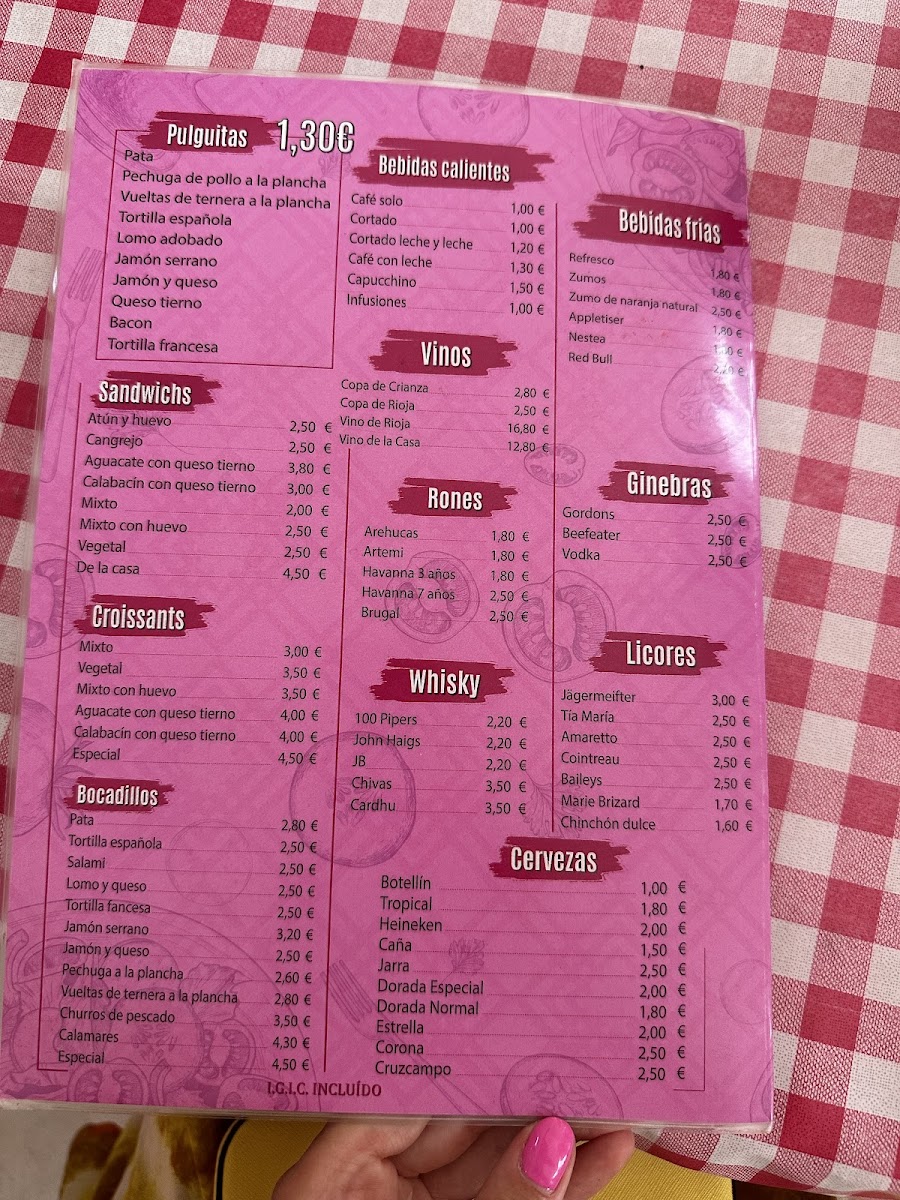 Pulguitas 1,30€
Pata
Pechuga de pollo a la plancha
Vueltas de ternera a la plancha
Tortilla española
Lomo adobado
Jamón serrano
Jamón y queso
Queso tierno
Bacon
Tortilla francesa
Sandwichs
Atún y huevo 2,50 €
Cangrejo 2,50 €
Aguacate con queso tierno 3,80 €
Calabacín con queso tierno 3,00 €
Mixto 2,00 €
Mixto con huevo 2,50 €
Vegetal 2,50 €
De la casa 4,50 €
Croissants
Mixto 3,00 €
Vegetal 3,50 €
Mixto con huevo 3,50 €
Aguacate con queso tierno 4,00 €
Calabacín con queso tierno 4,00 €
Especial 4,50 €
Bocadillos
Pata 2,80 €
Tortilla española 2,50 €
Salami 2,50 €
Lomo y queso 2,50 €
Tortilla fancesa 2,50 €
Jamón serrano 3,20 €
Jamón y queso 2,50 €
Pechuga a la plancha 2,60 €
Vueltas de ternera a la plancha 2,80 €
Churros de pescado 3,50 €
Calamares 4,30 €
Especial 4,50 €
Bebidas calientes
Café solo 1,00 €
Cortado 1,00 €
Cortado leche y leche 1,20 €
Café con leche 1,30 €
Capucchino 1,50 €
Infusiones 1,00 €
Vinos
Copa de Crianza 2,80 €
Copa de Rioja 2,50 €
Vino de Rioja 16,80 €
Vino de la Casa 12,80 €
Rones
Arehucas 1,80 €
Artemi 1,80 €
Havanna 3 años 1,80 €
Havanna 7 años 2,50 €
Brugal 2,50 €
Whisky
100 Pipers 2,20 €
John Haigs 2,20 €
JB 2,20 €
Chivas 3,50 €
Cardhu 3,50 €
Bebidas frias
Refresco 1,80 €
Zumos 1,80 €
Zumo de naranja natural 2,50 €
Appletiser 1,80 €
Nestea €
Red Bull €
Ginebras
Gordons 2,50 €
Beefeater 2,50 €
Vodka 2,50 €
Licores
Jägermeifter 3,00 €
Tía María 2,50 €
Amaretto 2,50 €
Cointreau 2,50 €
Baileys 2,50 €
Marie Brizard 1,70 €
Chinchón dulce 1,60 €
Cervezas
Botellín 1,00 €
Tropical 1,80 €
Heineken 2,00 €
Caña 1,50 €
Jarra 2,50 €
Dorada Especial 2,00 €
Dorada Normal 1,80 €
Estrella 2,00 €
Corona 2,50 €
Cruzcampo 2,50 €
I.G.I.C. INCLUÍDO